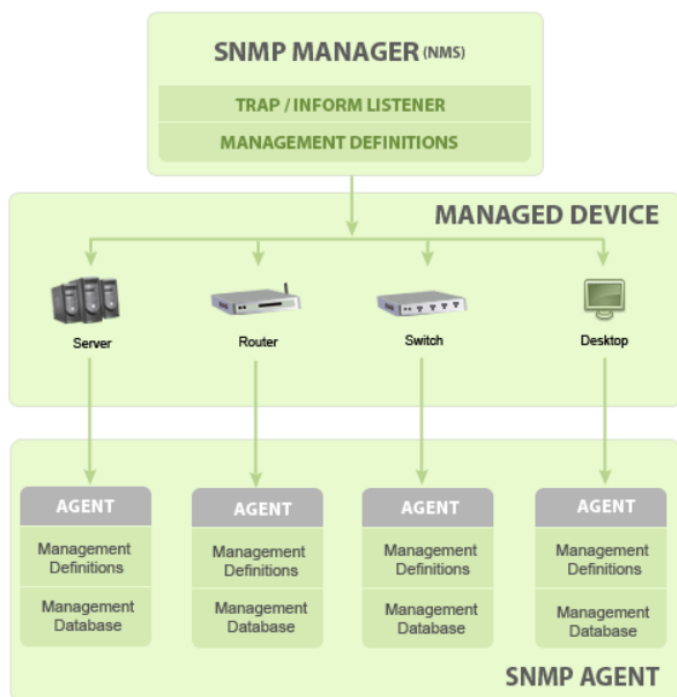 SNMP MANAGER (NMS)
TRAP / INFORM LISTENER
MANAGEMENT DEFINITIONS
MANAGED DEVICE
Server
Router
Switch
Desktop
AGENT
Management
Definitions
Management
Database
AGENT
Management
Definitions
Management
Database
AGENT
Management
Definitions
Management
Database
AGENT
Management
Definitions
Management
Database
SNMP AGENT